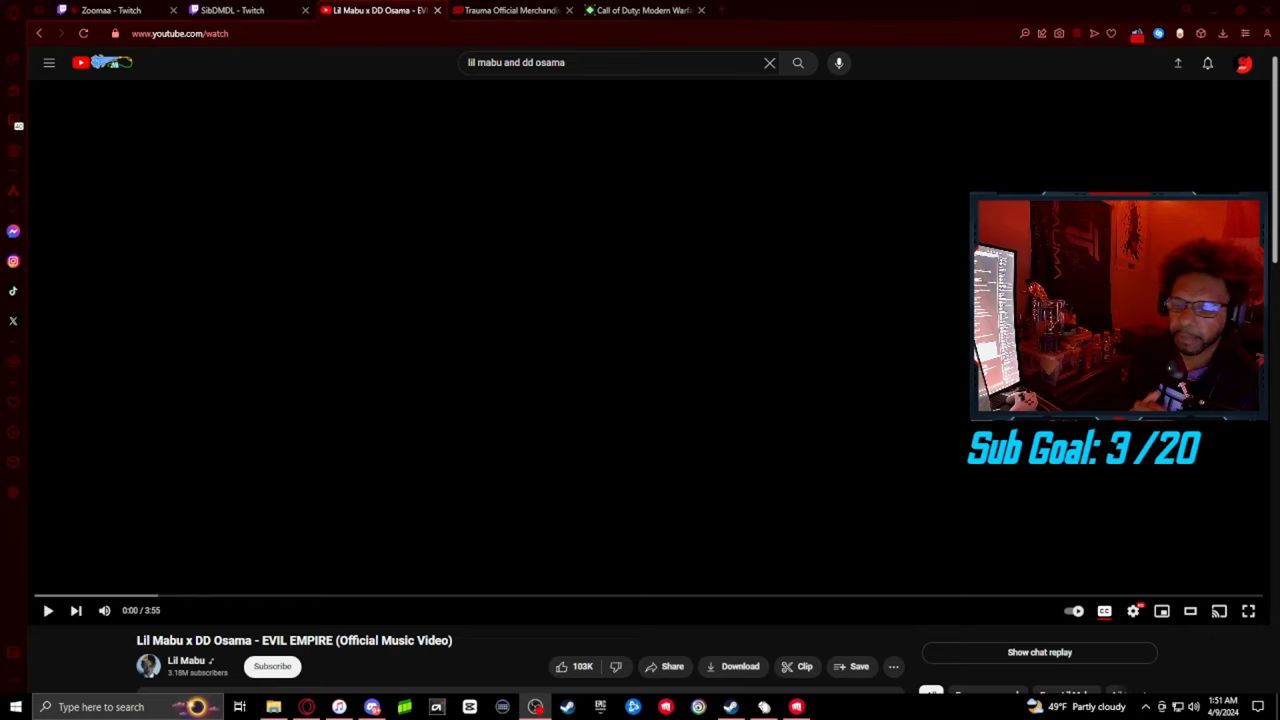 Zoomaa - Twitch
SibDMDL - Twitch
Lil Mabu x DD Osama - EVI
Trauma Official Merchandi
Call of Duty: Modern Warfa
www.youtube.com/watch
lil mabu and dd osama
40
Sub Goal: 3 /20
0:00 / 3:55
CC
Lil Mabu x DD Osama - EVIL EMPIRE (Official Music Video)
Lil Mabu
3.18M subscribers
Subscribe
103K
Share
Download
Clip
Save
Show chat replay
Type here to search
49°F Partly cloudy
1:51 AM
4/9/2024